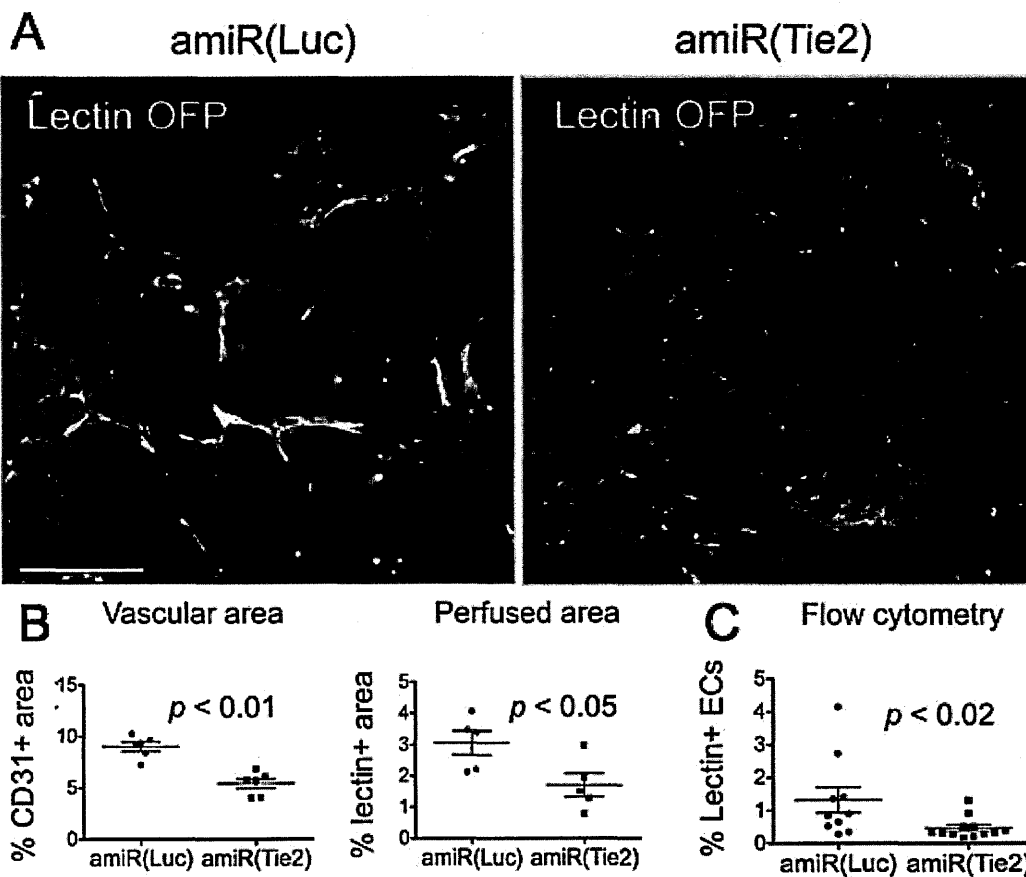 A
amiR(Luc) amiR(Tie2)
Lectin OFP Lectin OFP
B Vascular area Perfused area C Flow cytometry
% CD31+ area
15
10
5
0
p < 0.01
amiR(Luc) amiR(Tie2)
% lectin+ area
5
4
3
2
1
0
p < 0.05
amiR(Luc) amiR(Tie2)
% Lectin+ ECs
5
4
3
2
1
0
p < 0.02
amiR(Luc) amiR(Tie2)